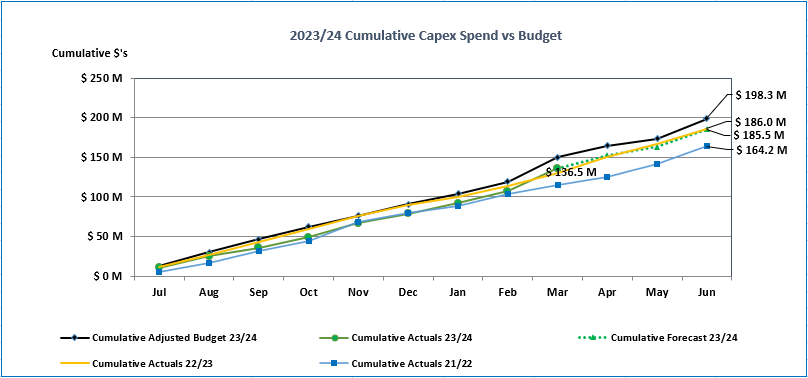 2023/24 Cumulative Capex Spend vs Budget
Cumulative $'s
$ 250 M
$ 200 M
$ 150 M
$ 100 M
$ 50 M
$ 0 M
$ 198.3 M
$ 186.0 M
$ 185.5 M
$ 164.2 M
$ 136.5 M
Jul Aug Sep Oct Nov Dec Jan Feb Mar Apr May Jun
Cumulative Adjusted Budget 23/24 Cumulative Actuals 23/24 Cumulative Forecast 23/24
Cumulative Actuals 22/23 Cumulative Actuals 21/22